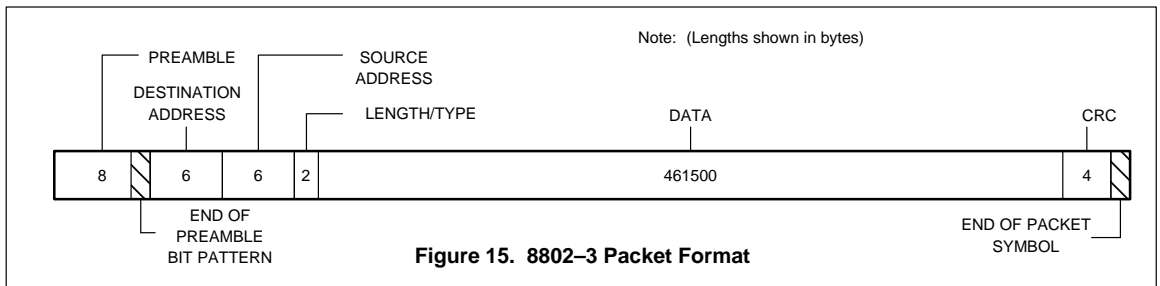 Note: (Lengths shown in bytes)
PREAMBLE
SOURCE
ADDRESS
DESTINATION
ADDRESS
LENGTH/TYPE
DATA
CRC
8
6
6
2
461500
4
END OF
PREAMBLE
BIT PATTERN
END OF PACKET
SYMBOL
Figure 15. 8802–3 Packet Format